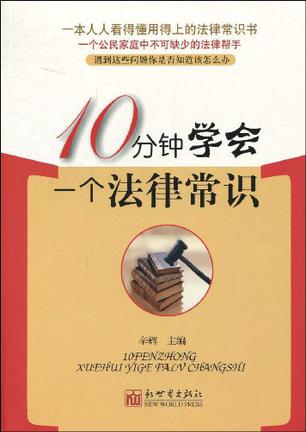 一本人人看得懂用得上的法律常识书
一个公民家庭中不可缺少的法律帮手
遇到这些问题你是否知道该怎么办
10分钟学会
一个法律常识
辛辉 主编
10FENZHONG
XUEHUI YIGE FALV CHANGSHI
新世界出版社
NEW WORLD PRESS